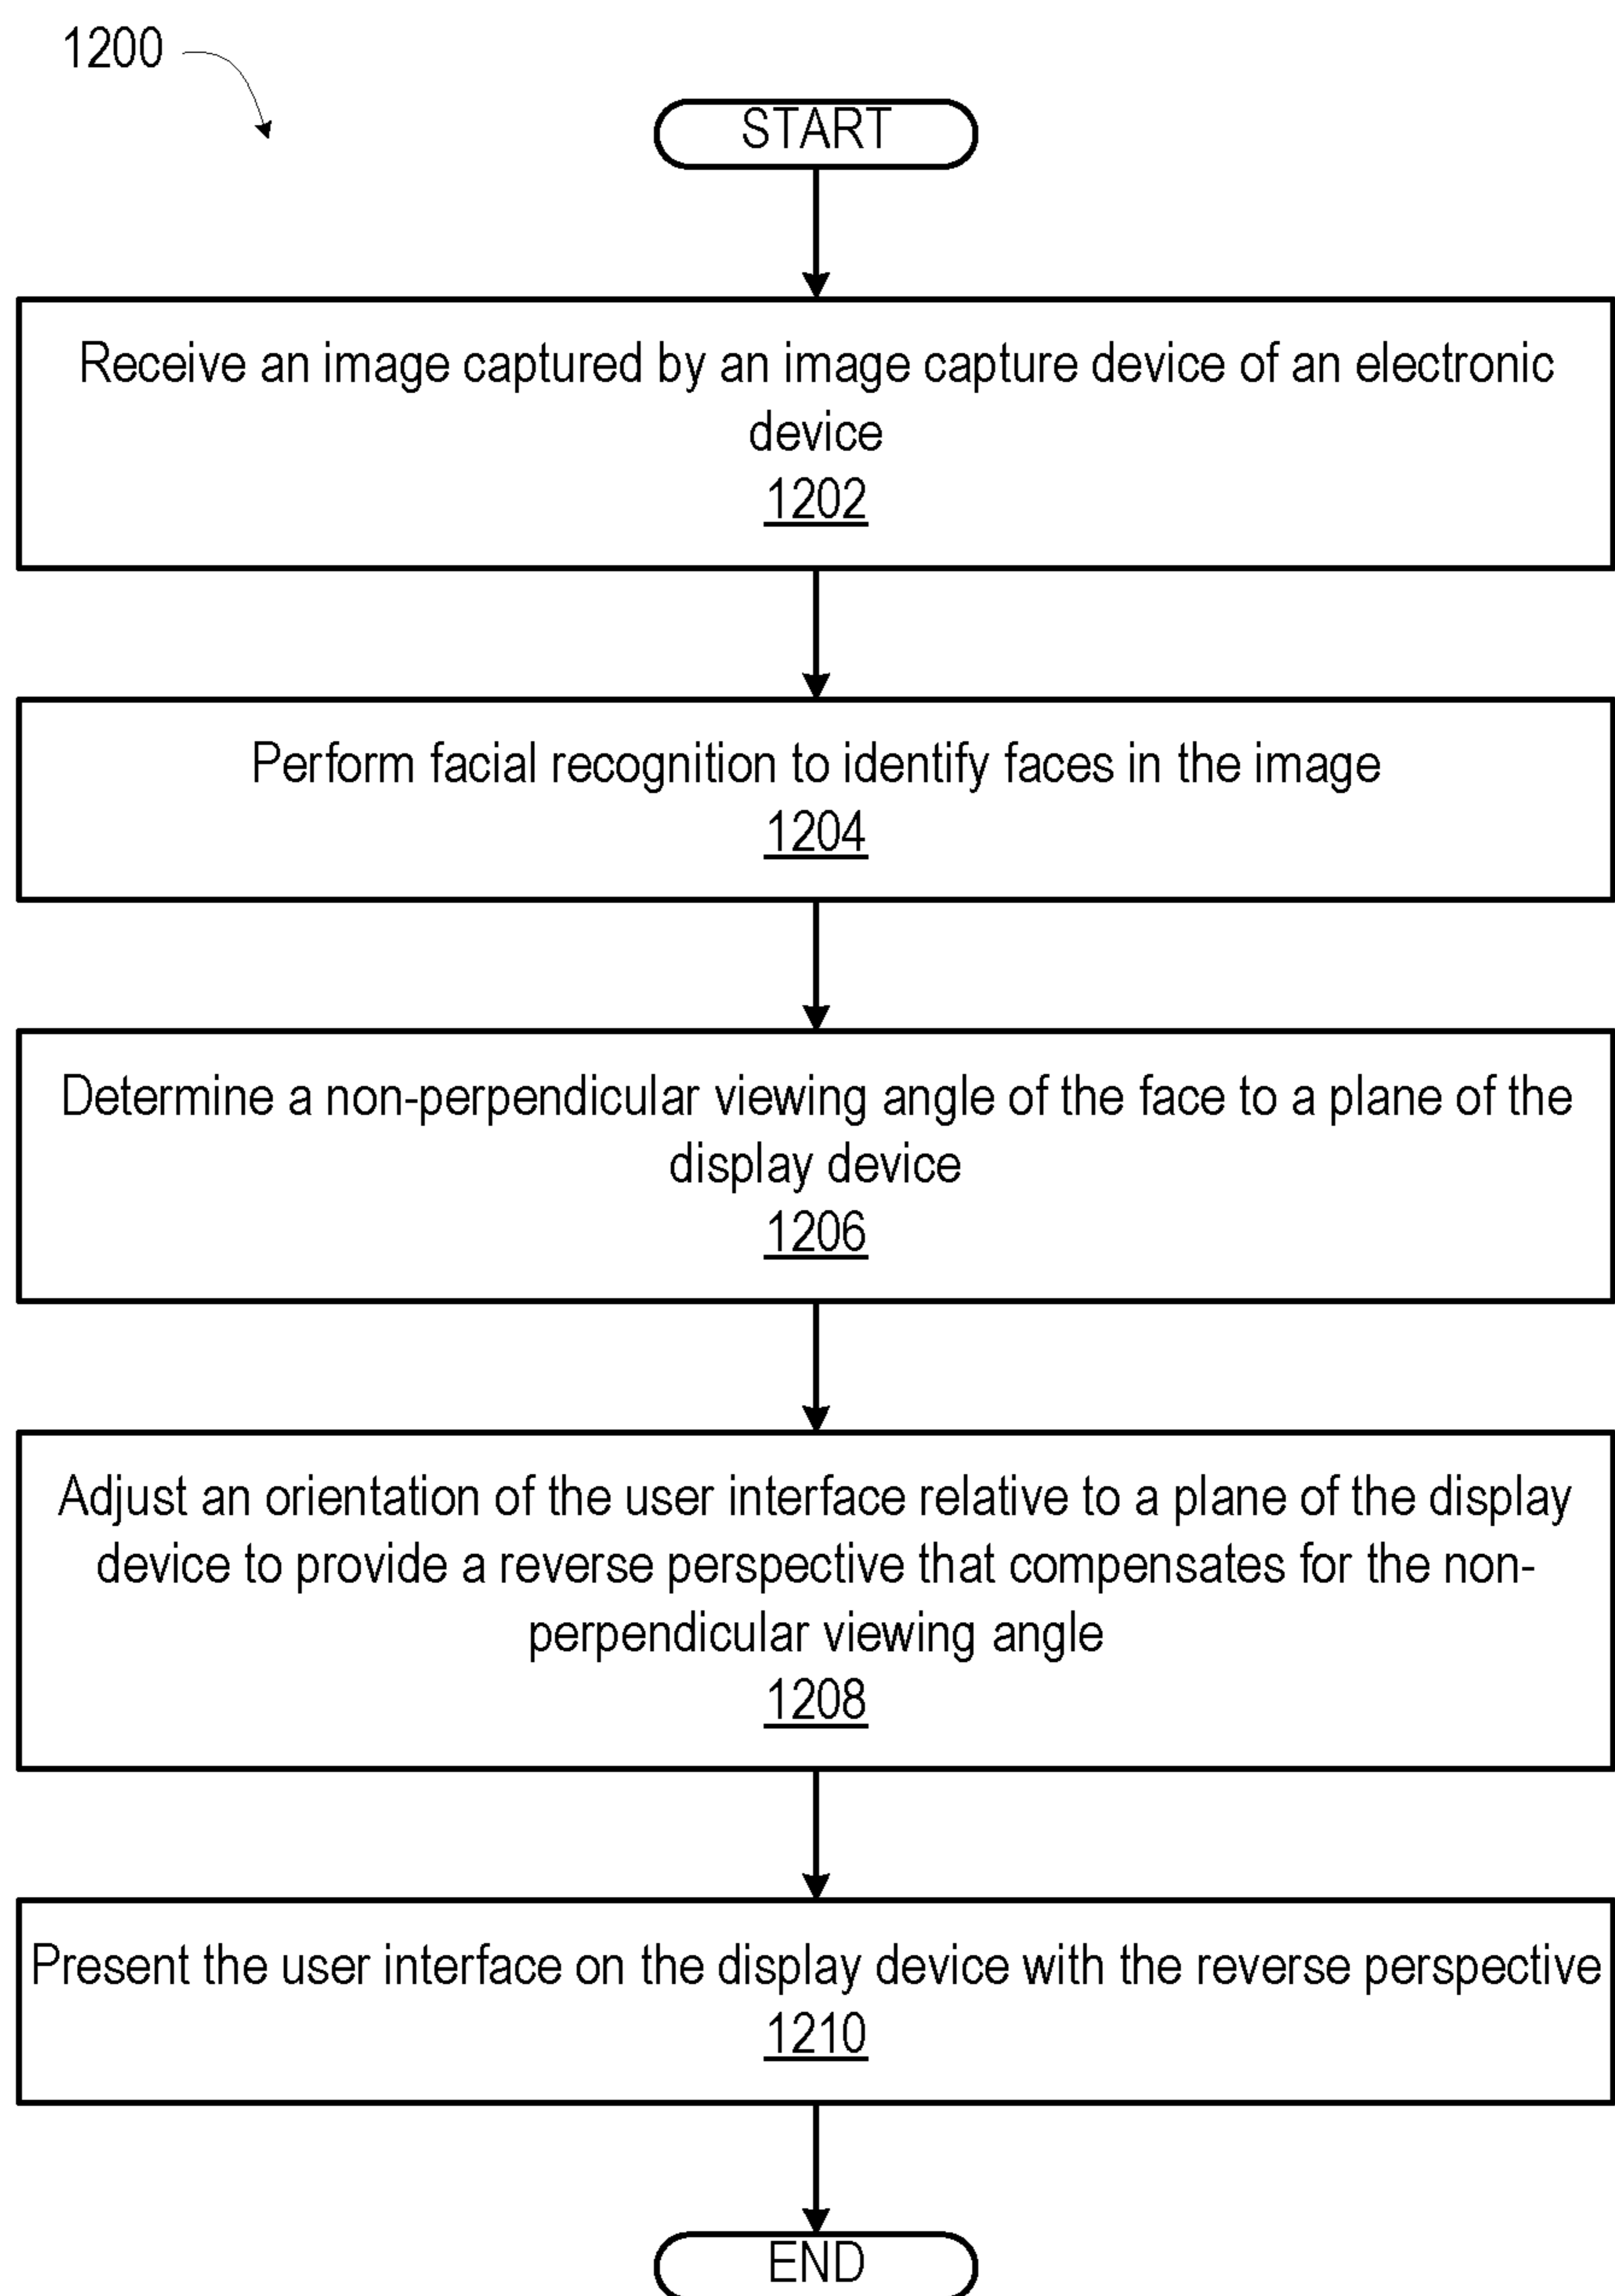 1200
START
Receive an image captured by an image capture device of an electronic
device
1202
Perform facial recognition to identify faces in the image
1204
Determine a non-perpendicular viewing angle of the face to a plane of the
display device
1206
Adjust an orientation of the user interface relative to a plane of the display
device to provide a reverse perspective that compensates for the non-
perpendicular viewing angle
1208
Present the user interface on the display device with the reverse perspective
1210
END